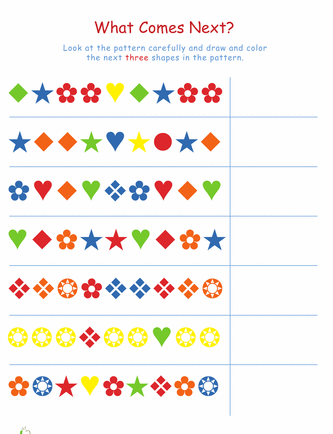 What Comes Next?
Look at the pattern carefully and draw and color
the next three shapes in the pattern.